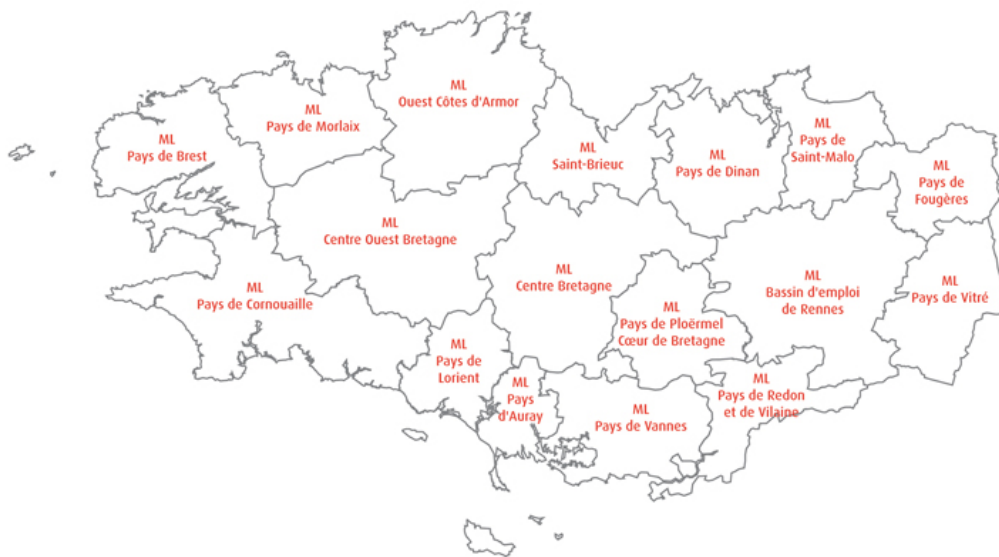 ML
Ouest Côtes d'Armor
ML
Pays de Morlaix
ML
Pays de Brest
ML
Saint-Brieuc
ML
Pays de Dinan
ML
Pays de
Saint-Malo
ML
Pays de
Fougères
ML
Centre Ouest Bretagne
ML
Pays de Cornouaille
ML
Centre Bretagne
ML
Bassin d'emploi
de Rennes
ML
Pays de Vitré
ML
Pays de Ploërmel
Cœur de Bretagne
ML
Pays de
Lorient
ML
Pays
d'Auray
ML
Pays de Vannes
ML
Pays de Redon
et de Vilaine